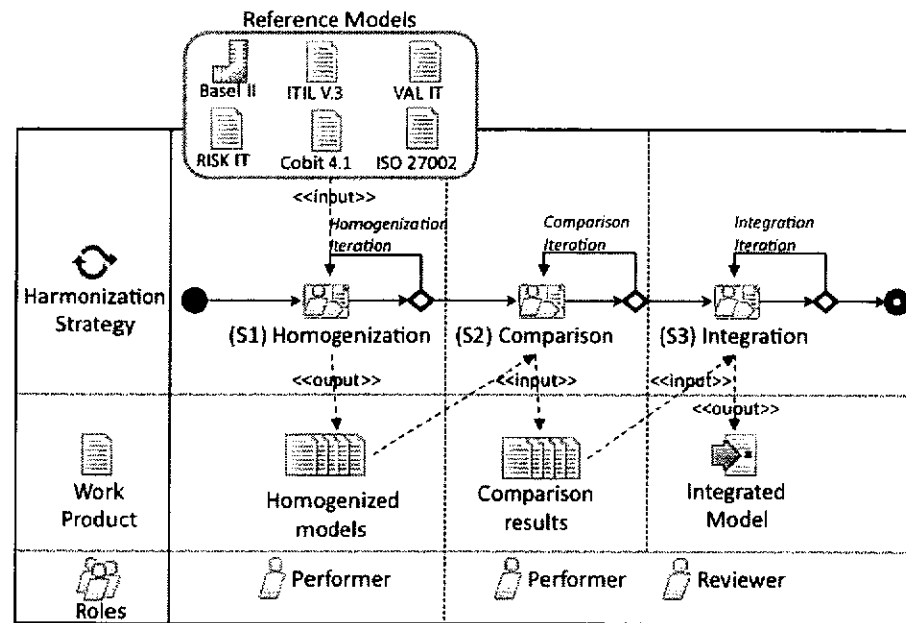 Reference Models
Basel II
ITIL V.3
VAL IT
RISK IT
Cobit 4.1
ISO 27002
<<input>>
Homogenization
Iteration
Comparison
Iteration
Integration
Iteration
Harmonization
Strategy
(S1) Homogenization
(S2) Comparison
(S3) Integration
<<ouput>>
<<input>>
<<input>>
<<ouput>>
Work
Product
Homogenized
models
Comparison
results
Integrated
Model
Roles
Performer
Performer
Reviewer